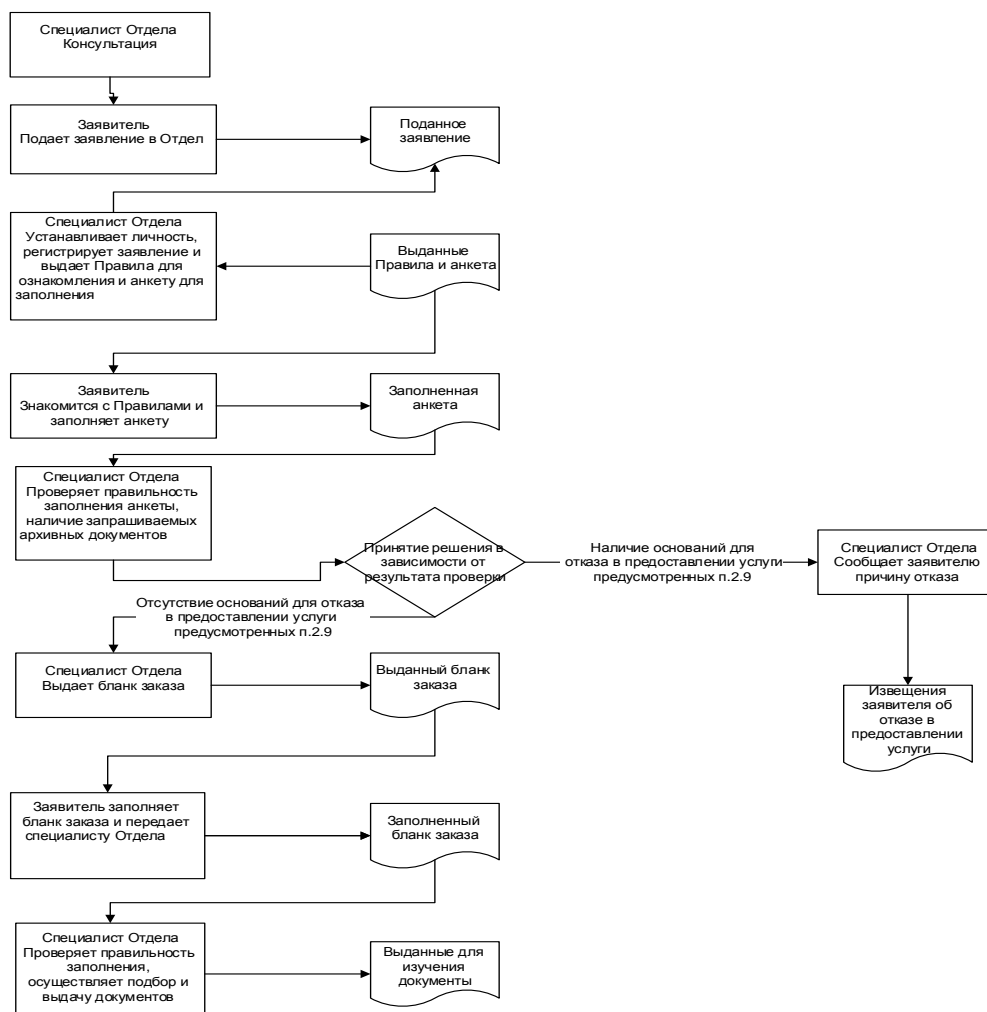 Специалист Отдела
Консультация
Заявитель
Подает заявление в Отдел
Поданное
заявление
Специалист Отдела
Устанавливает личность,
регистрирует заявление и
выдает Правила для
ознакомления и анкету для
заполнения
Выданные
Правила и анкета
Заявитель
Знакомится с Правилами и
заполняет анкету
Заполненная
анкета
Специалист Отдела
Проверяет правильность
заполнения анкеты,
наличие запрашиваемых
архивных документов
Принятие решения в
зависимости от
результата проверки
Наличие оснований для
отказа в предоставлении услуги
предусмотренных п.2.9
Специалист Отдела
Сообщает заявителю
причину отказа
Отсутствие оснований для отказа
в предоставлении услуги
предусмотренных п.2.9
Специалист Отдела
Выдает бланк заказа
Выданный бланк
заказа
Извещения
заявителя об
отказе в
предоставлении
услуги
Заявитель заполняет
бланк заказа и передает
специалисту Отдела
Заполненный
бланк заказа
Специалист Отдела
Проверяет правильность
заполнения,
осуществляет подбор и
выдачу документов
Выданные для
изучения
документы